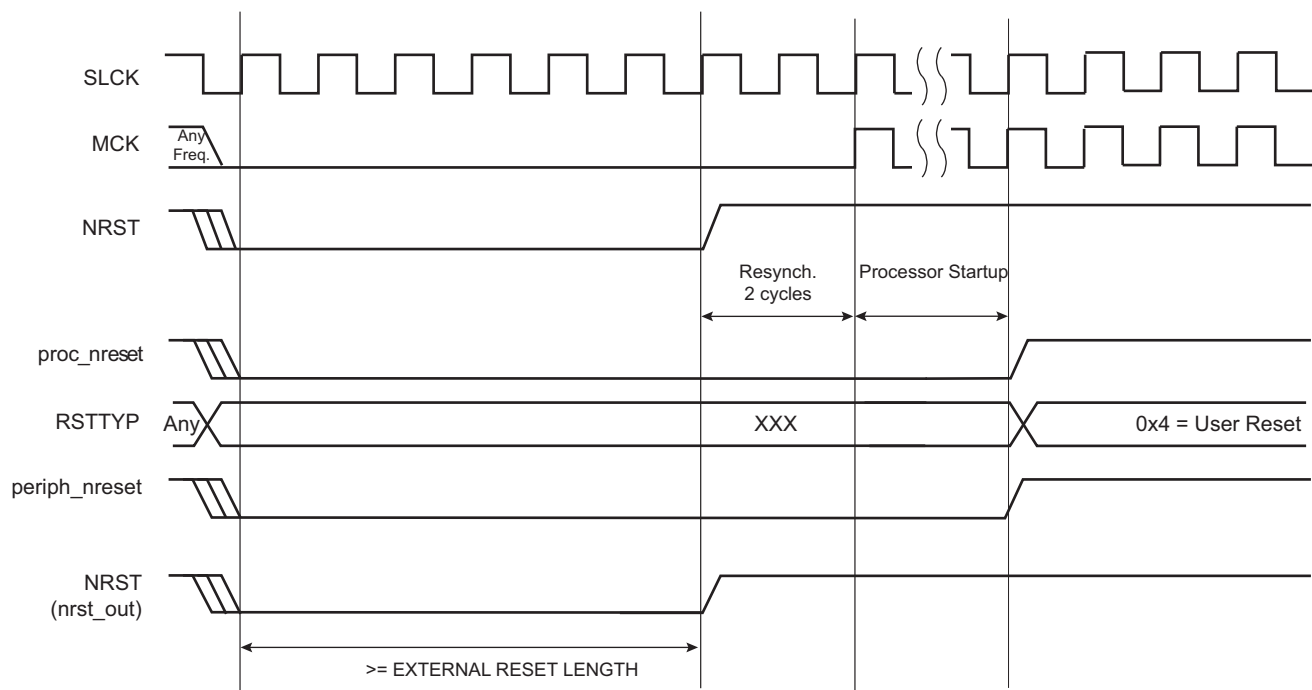 SLCK
MCK
Any
Freq.
NRST
Resynch.
2 cycles
Processor Startup
proc_nreset
RSTTYP
Any
XXX
0x4 = User Reset
periph_nreset
NRST
(nrst_out)
>= EXTERNAL RESET LENGTH